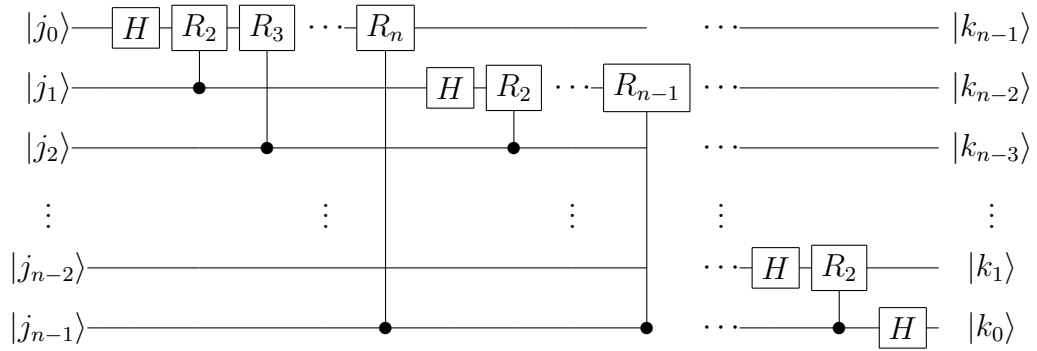 |j₀⟩ H R₂ R₃ ··· Rₙ ··· |kₙ₋₁⟩
|j₁⟩ H R₂ ··· Rₙ₋₁ ··· |kₙ₋₂⟩
|j₂⟩ ··· |kₙ₋₃⟩
⋮ ⋮ ⋮ ⋮ ⋮
|jₙ₋₂⟩ ··· H R₂ |k₁⟩
|jₙ₋₁⟩ ··· H |k₀⟩